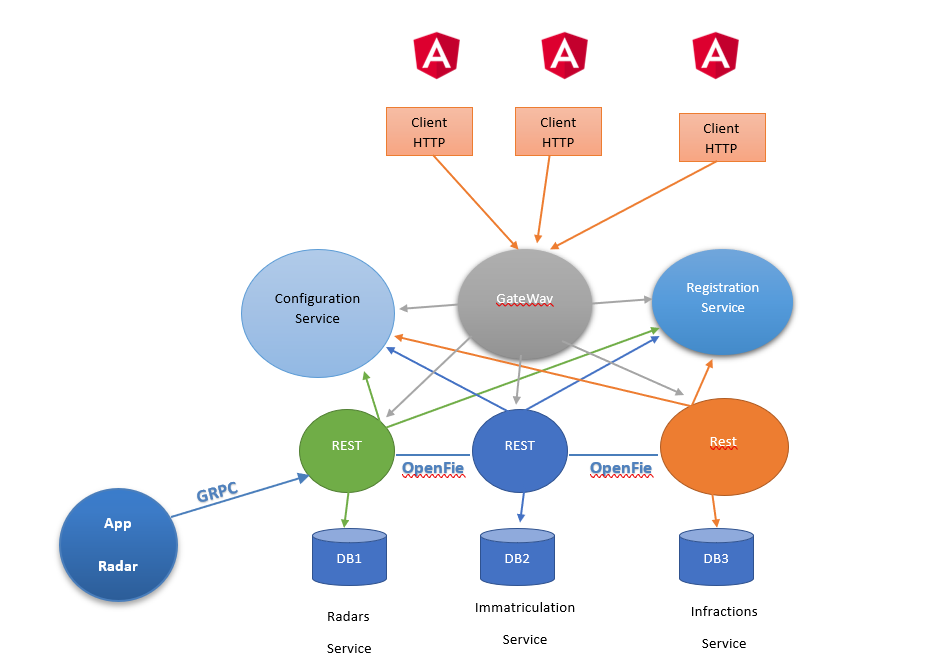 A
A
A
Client
HTTP
Client
HTTP
Client
HTTP
Configuration
Service
GateWav
Registration
Service
REST
OpenFie
REST
OpenFie
Rest
GRPC
App
Radar
DB1
DB2
DB3
Radars
Service
Immatriculation
Service
Infractions
Service